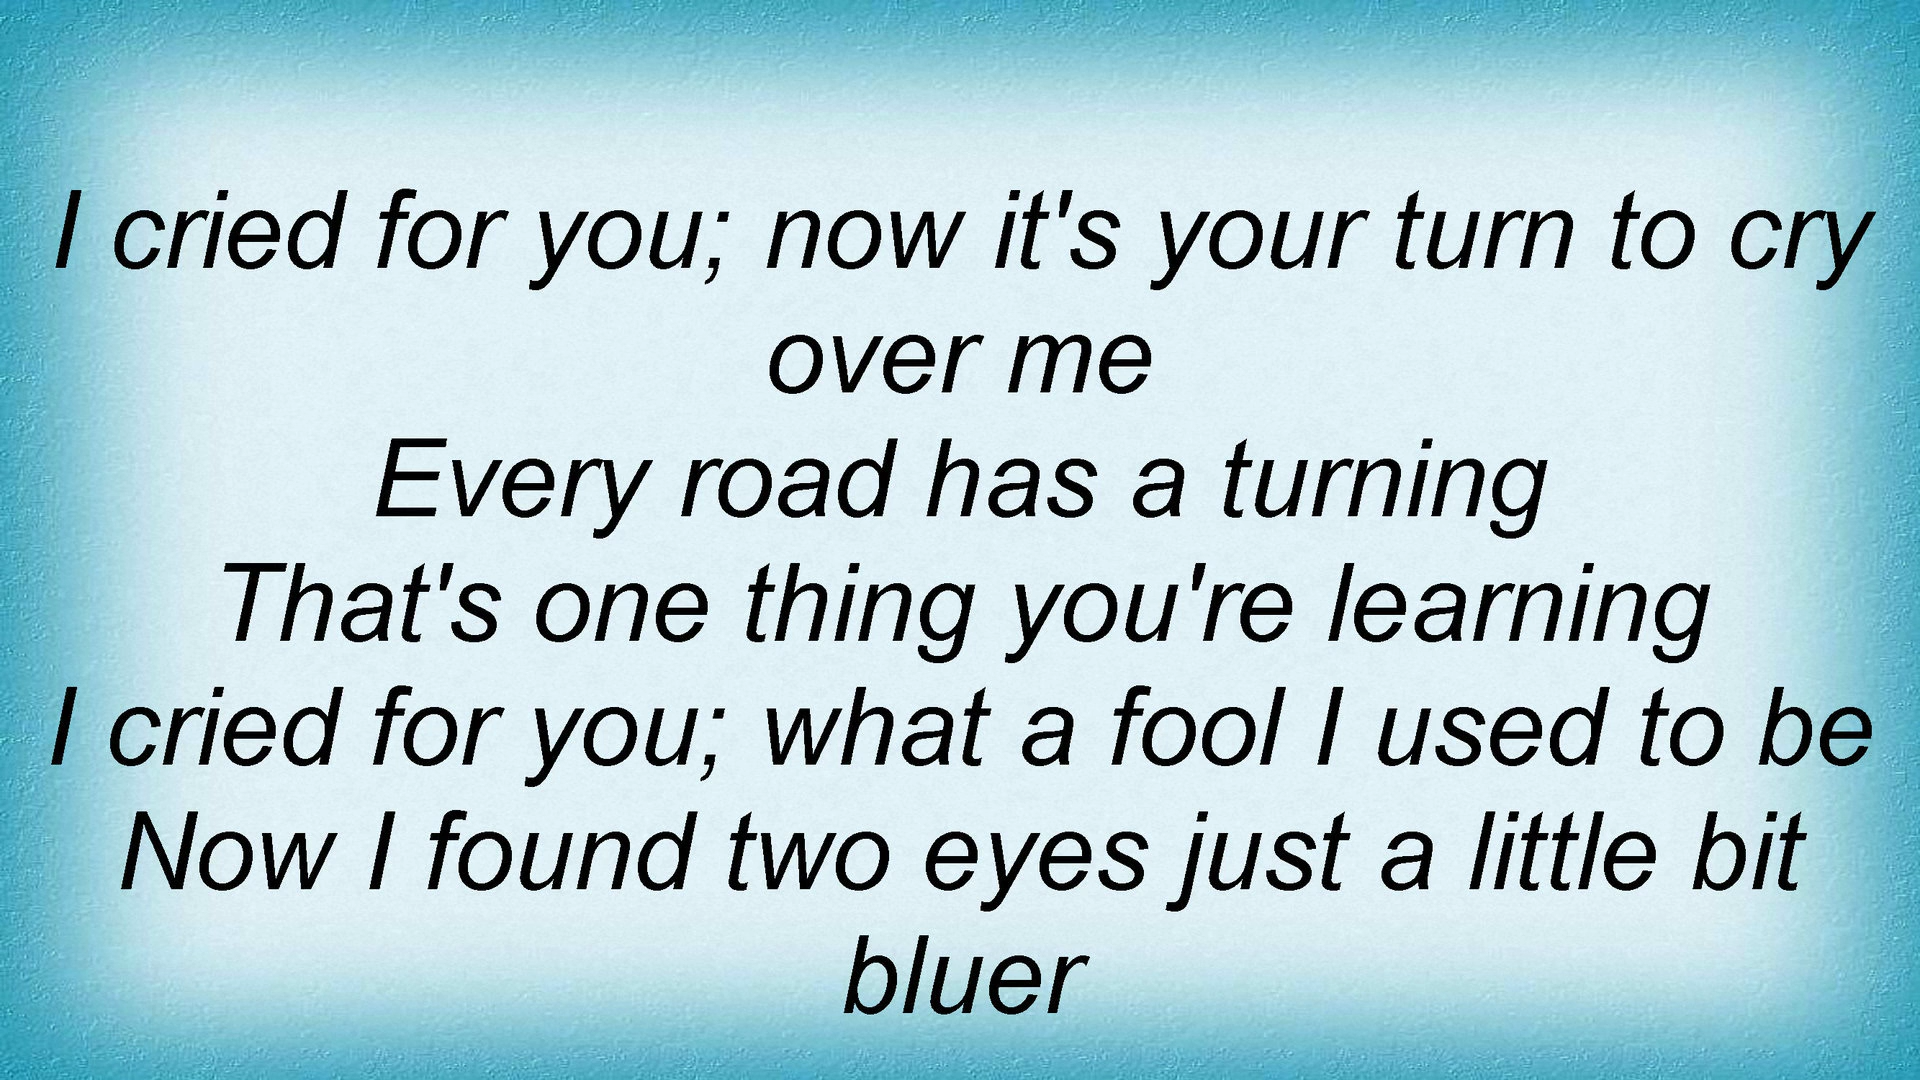 I cried for you; now it's your turn to cry
over me
Every road has a turning
That's one thing you're learning
I cried for you; what a fool I used to be
Now I found two eyes just a little bit
bluer